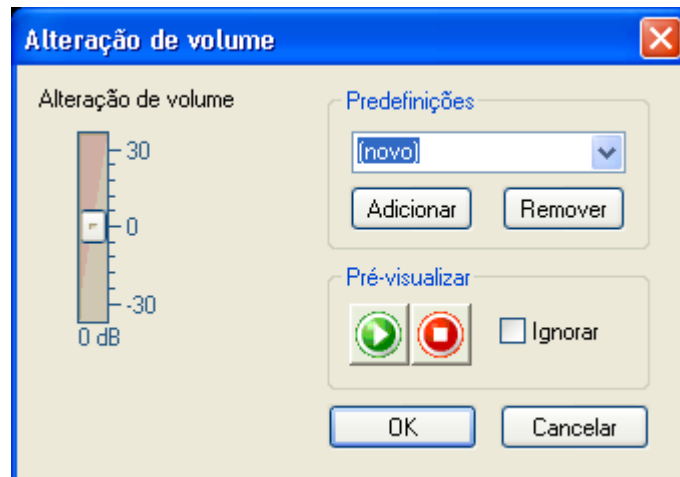 Alteração de volume
Alteração de volume
30
0
-30
0 dB
Predefinições
(novo)
Adicionar Remover
Pré-visualizar
Ignorar
OK Cancelar